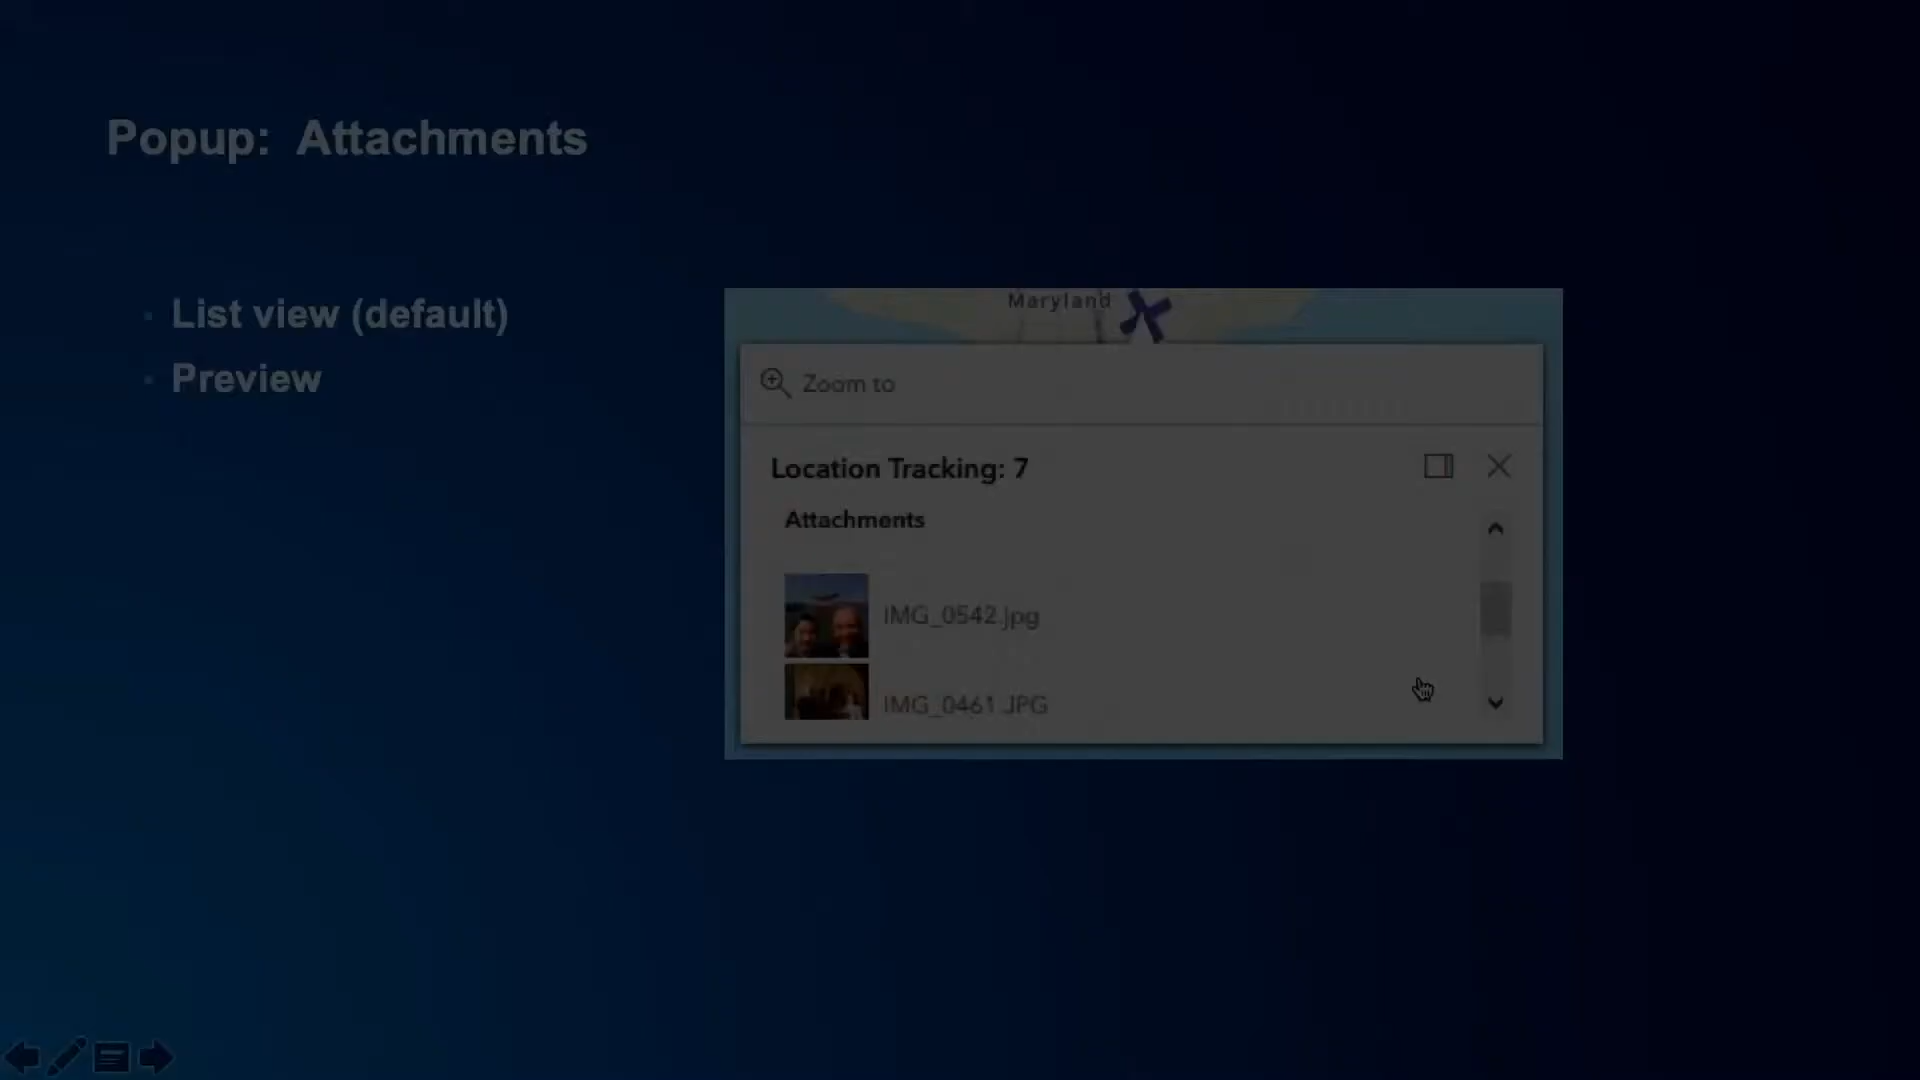 Popup: Attachments
List view (default)
Preview
Maryland
Zoom to
Location Tracking: 7
Attachments
IMG_0542.jpg
IMG_0461.JPG